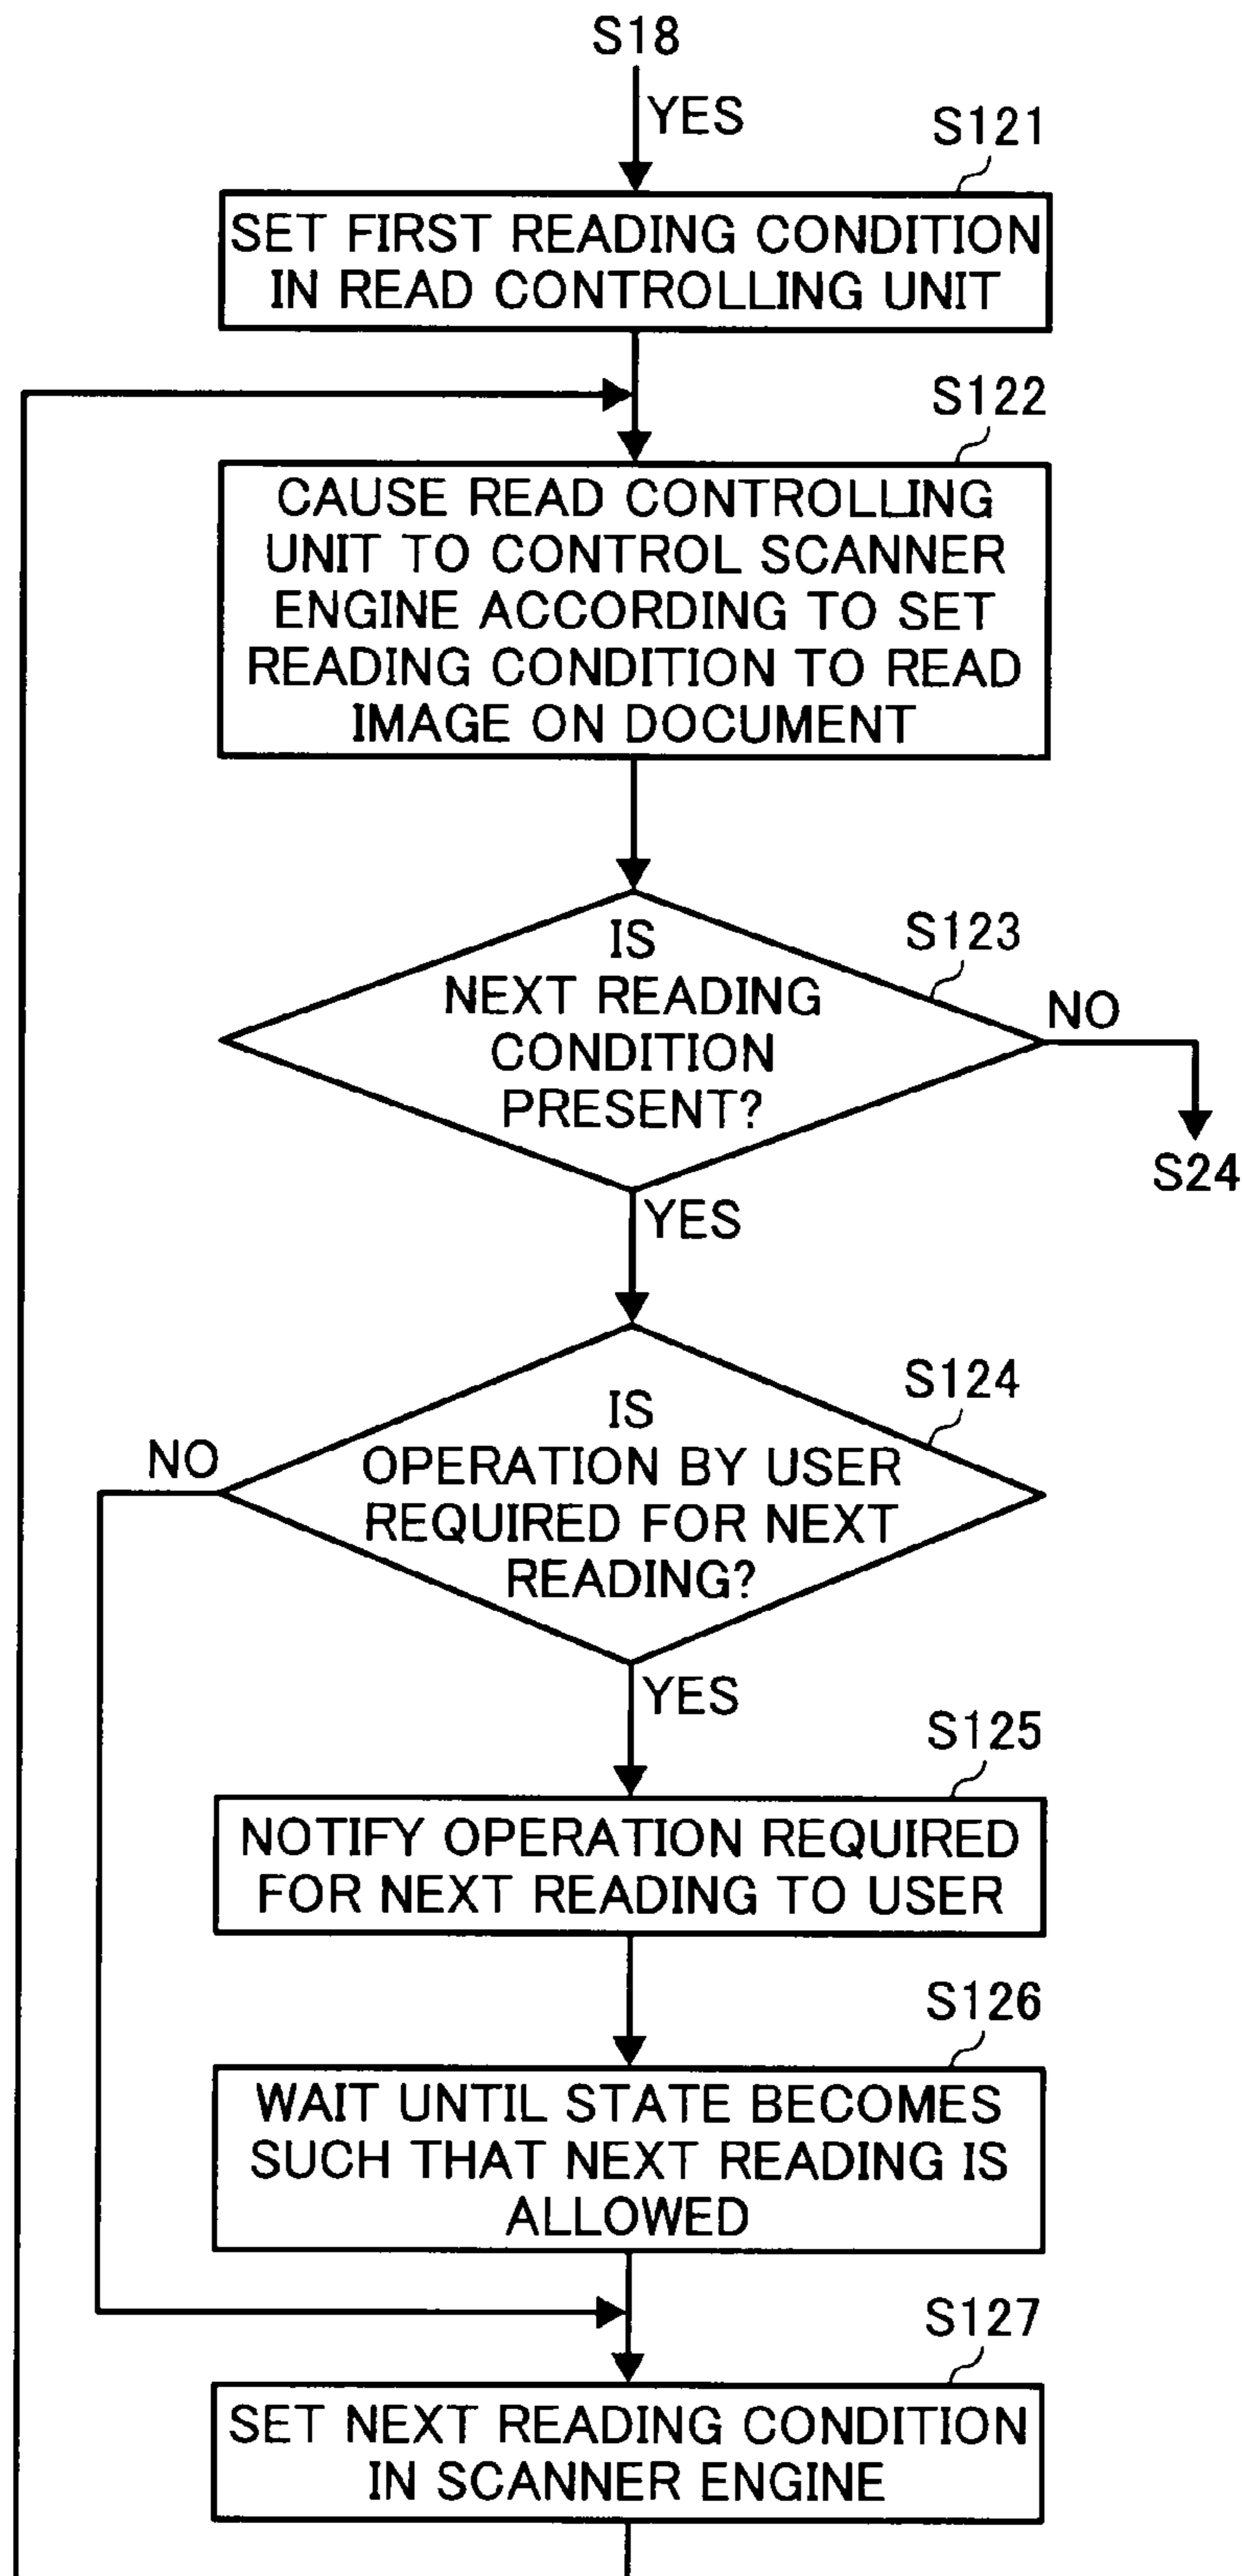 S18
YES
S121
SET FIRST READING CONDITION
IN READ CONTROLLING UNIT
S122
CAUSE READ CONTROLLING
UNIT TO CONTROL SCANNER
ENGINE ACCORDING TO SET
READING CONDITION TO READ
IMAGE ON DOCUMENT
S123
IS
NEXT READING
CONDITION
PRESENT?
NO
S24
YES
S124
IS
OPERATION BY USER
REQUIRED FOR NEXT
READING?
NO
YES
S125
NOTIFY OPERATION REQUIRED
FOR NEXT READING TO USER
S126
WAIT UNTIL STATE BECOMES
SUCH THAT NEXT READING IS
ALLOWED
S127
SET NEXT READING CONDITION
IN SCANNER ENGINE